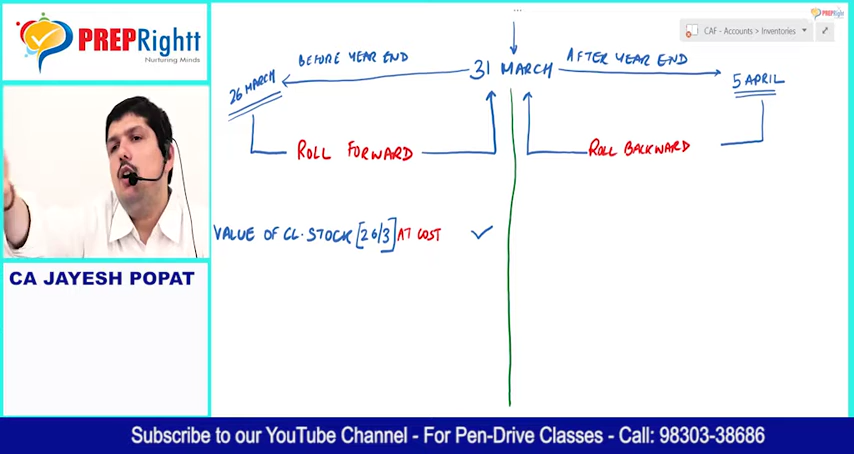 PREPRightt
Nurturing Minds
...
PREPRightt
CAF - Accounts > Inventories
BEFORE YEAR END
31 MARCH
AFTER YEAR END
26 MARCH
5 APRIL
ROLL FORWARD
ROLL BACKWARD
VALUE OF CL. STOCK [26/3] AT COST
CA JAYESH POPAT
Subscribe to our YouTube Channel - For Pen-Drive Classes - Call: 98303-38686